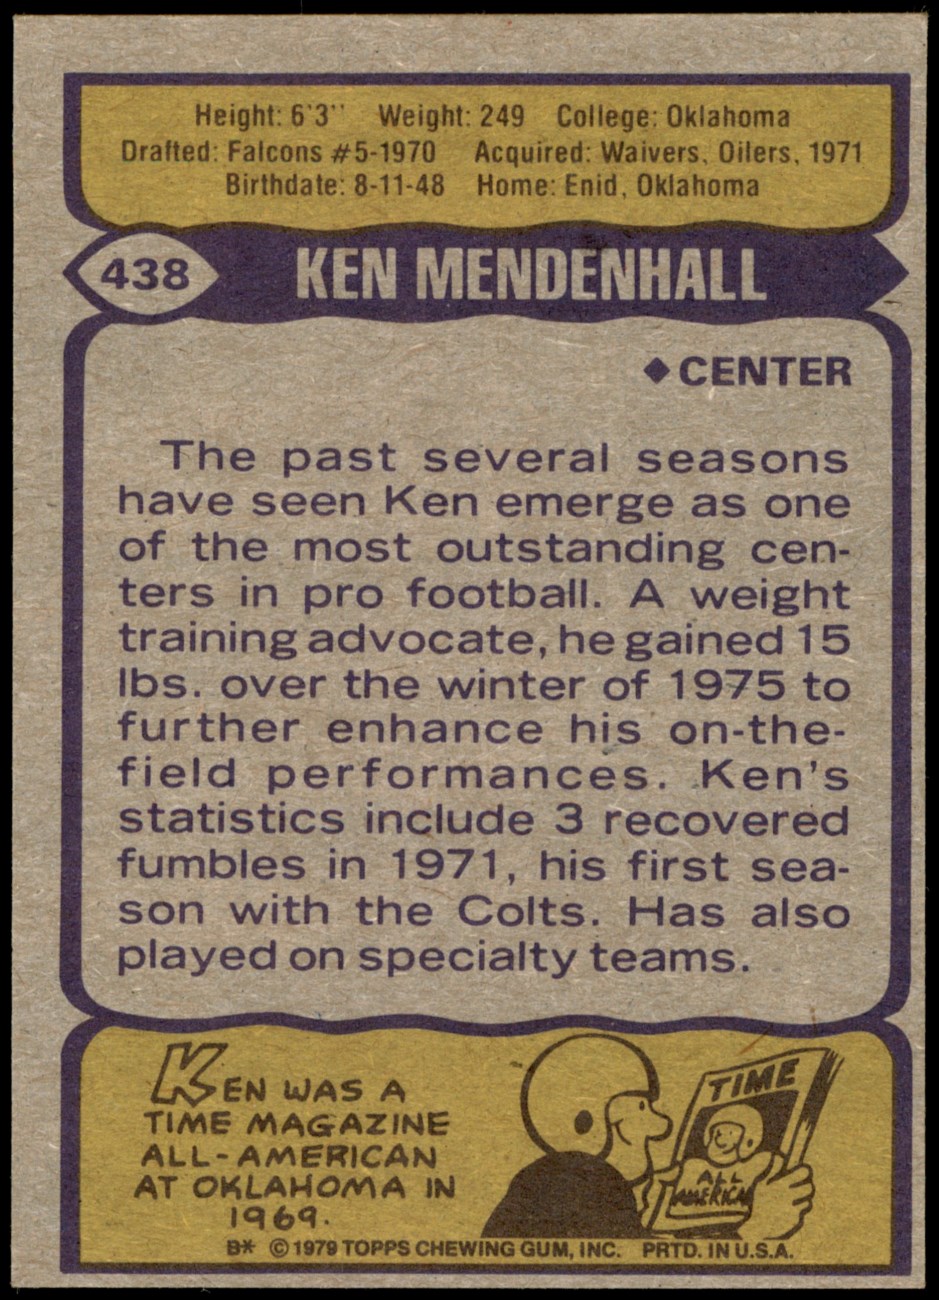 Height: 6'3" Weight: 249 College: Oklahoma
Drafted: Falcons #5-1970 Acquired: Waivers, Oilers, 1971
Birthdate: 8-11-48 Home: Enid, Oklahoma
438 KEN MENDENHALL
◆ CENTER
The past several seasons
have seen Ken emerge as one
of the most outstanding cen-
ters in pro football. A weight
training advocate, he gained 15
lbs. over the winter of 1975 to
further enhance his on-the-
field performances. Ken's
statistics include 3 recovered
fumbles in 1971, his first sea-
son with the Colts. Has also
played on specialty teams.
KEN WAS A
TIME MAGAZINE
ALL-AMERICAN
AT OKLAHOMA IN
1969.
TIME
ALL
AMERICAN
B* © 1979 TOPPS CHEWING GUM, INC. PRTD. IN U.S.A.